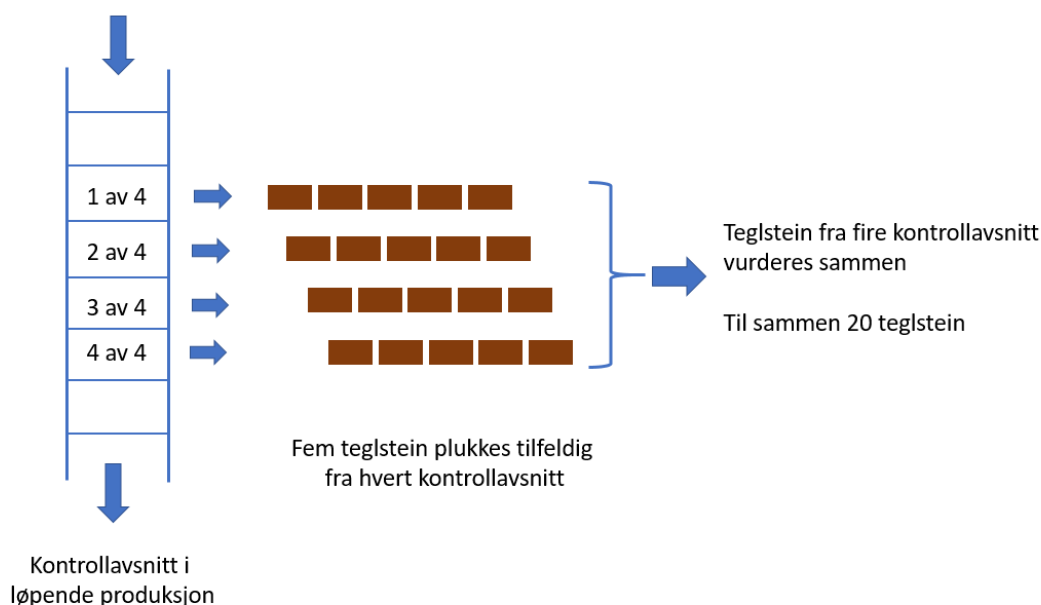 1 av 4
2 av 4
3 av 4
4 av 4
Teglstein fra fire kontrollavsnitt
vurderes sammen
Til sammen 20 teglstein
Fem teglstein plukkes tilfeldig
fra hvert kontrollavsnitt
Kontrollavsnitt i
løpende produksjon